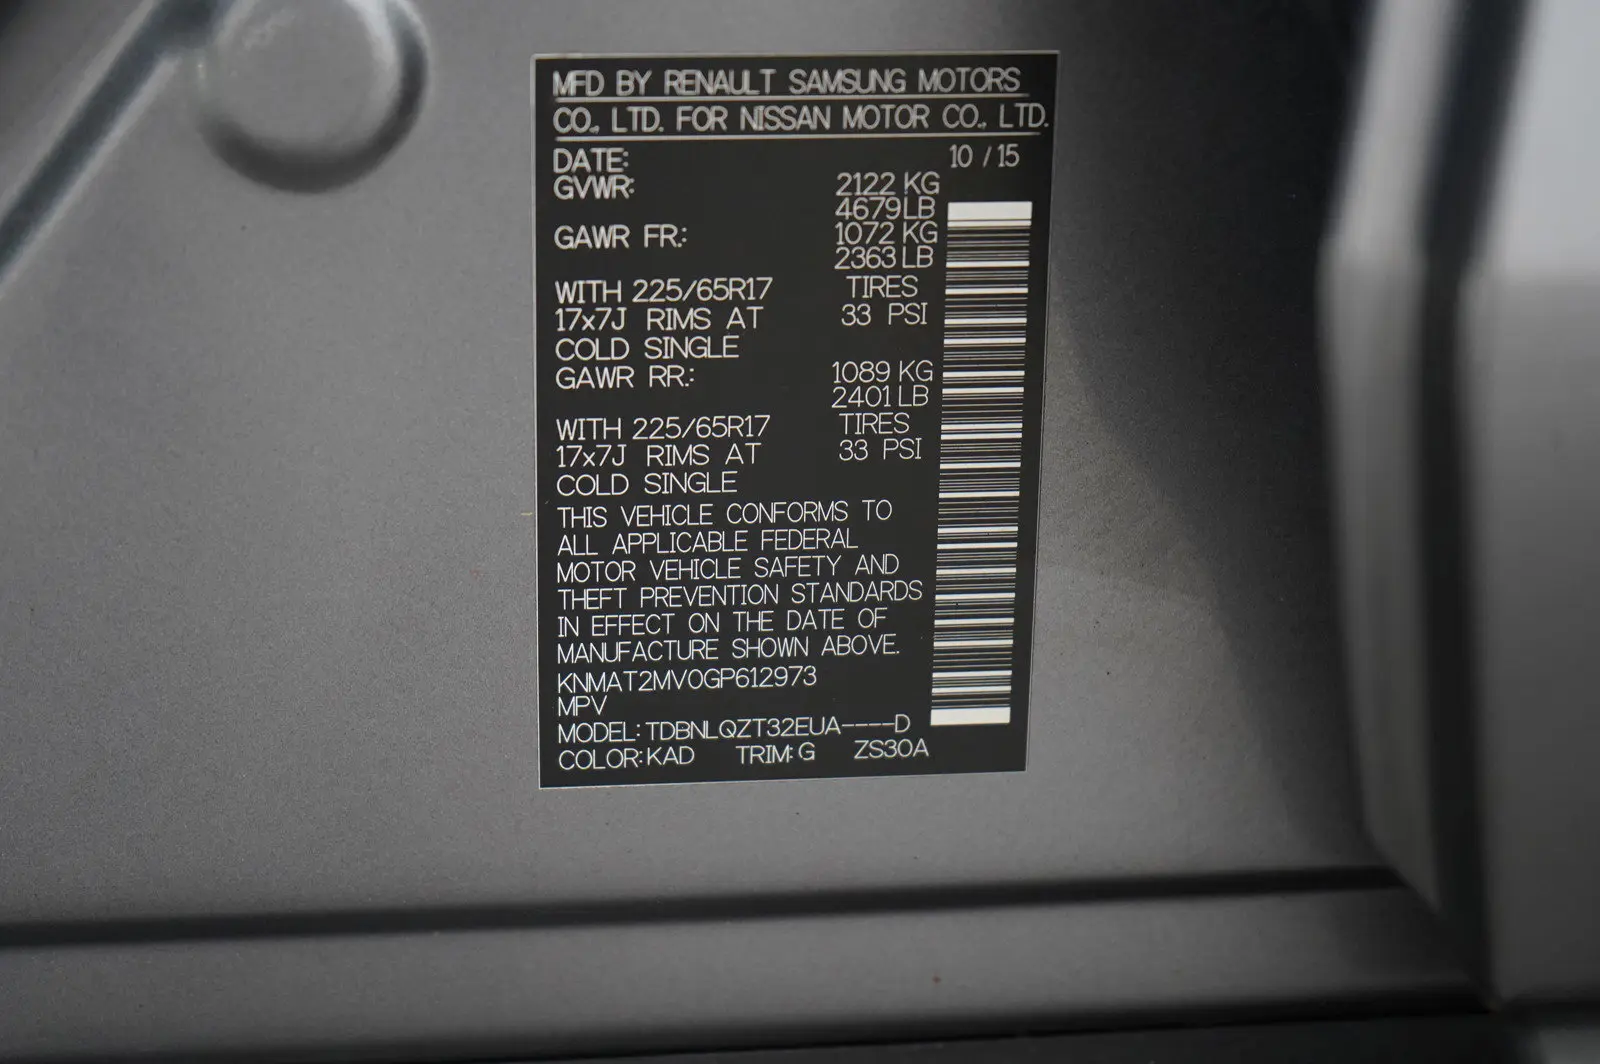 MFD BY RENAULT SAMSUNG MOTORS
CO., LTD. FOR NISSAN MOTOR CO., LTD.
DATE: 10 / 15
GVWR: 2122 KG
4679 LB
GAWR FR.: 1072 KG
2363 LB
WITH 225/65R17 TIRES
17x7J RIMS AT 33 PSI
COLD SINGLE
GAWR RR.: 1089 KG
2401 LB
WITH 225/65R17 TIRES
17x7J RIMS AT 33 PSI
COLD SINGLE
THIS VEHICLE CONFORMS TO
ALL APPLICABLE FEDERAL
MOTOR VEHICLE SAFETY AND
THEFT PREVENTION STANDARDS
IN EFFECT ON THE DATE OF
MANUFACTURE SHOWN ABOVE.
KNMAT2MV0GP612973
MPV
MODEL: TDBNLQZT32EUA----D
COLOR: KAD TRIM: G ZS30A